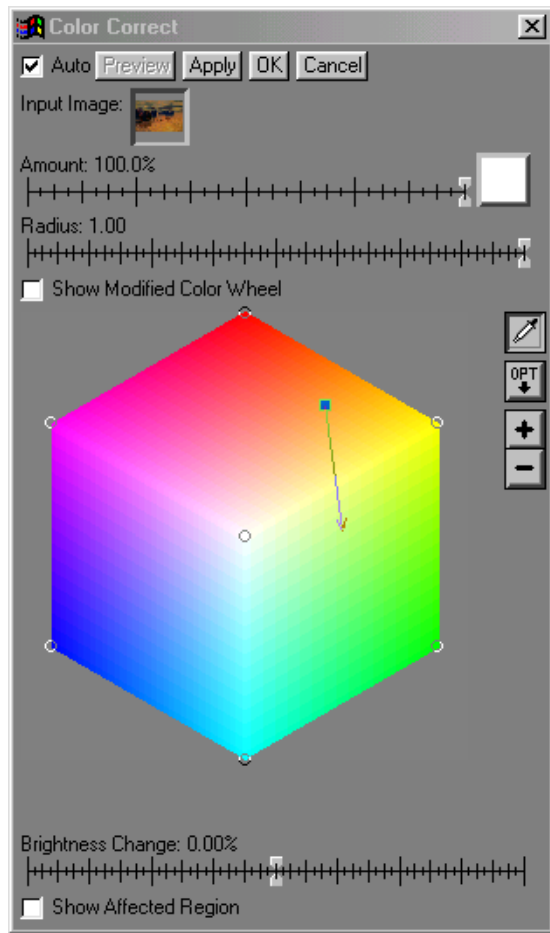 Color Correct
Auto Preview Apply OK Cancel
Input Image:
Amount: 100.0%
Radius: 1.00
Show Modified Color Wheel
OPT
Brightness Change: 0.00%
Show Affected Region